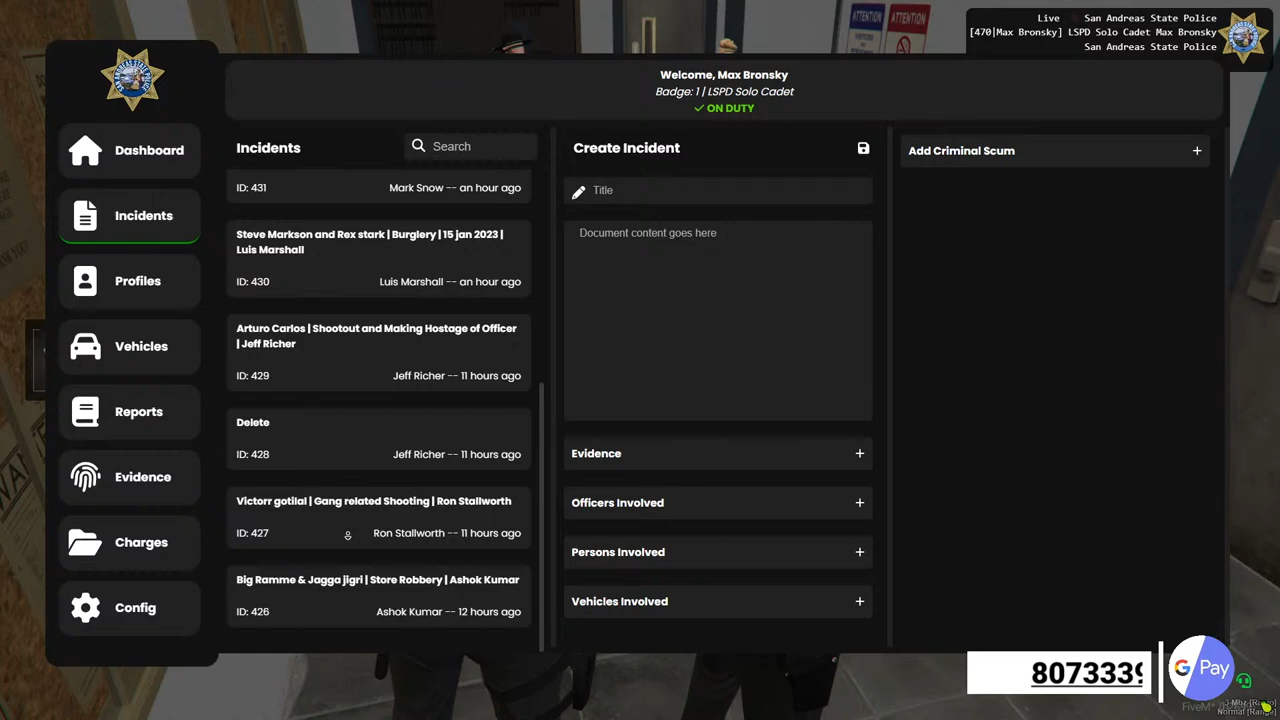 Live San Andreas State Police
[470|Max Bronsky] LSPD Solo Cadet Max Bronsky
San Andreas State Police
ATTENTION
ATTENTION
Welcome, Max Bronsky
Badge: 1 | LSPD Solo Cadet
✓ ON DUTY
Dashboard
Incidents
Profiles
Vehicles
Reports
Evidence
Charges
Config
Incidents
Search
ID: 431 Mark Snow -- an hour ago
Steve Markson and Rex stark | Burglery | 15 jan 2023 |
Luis Marshall
ID: 430 Luis Marshall -- an hour ago
Arturo Carlos | Shootout and Making Hostage of Officer
| Jeff Richer
ID: 429 Jeff Richer -- 11 hours ago
Delete
ID: 428 Jeff Richer -- 11 hours ago
Victorr gotilal | Gang related Shooting | Ron Stallworth
ID: 427 Ron Stallworth -- 11 hours ago
Big Ramme & Jagga jigri | Store Robbery | Ashok Kumar
ID: 426 Ashok Kumar -- 12 hours ago
Create Incident
Title
Document content goes here
Evidence +
Officers Involved +
Persons Involved +
Vehicles Involved +
Add Criminal Scum +
8073339
G Pay
FiveM
Normal [Range]